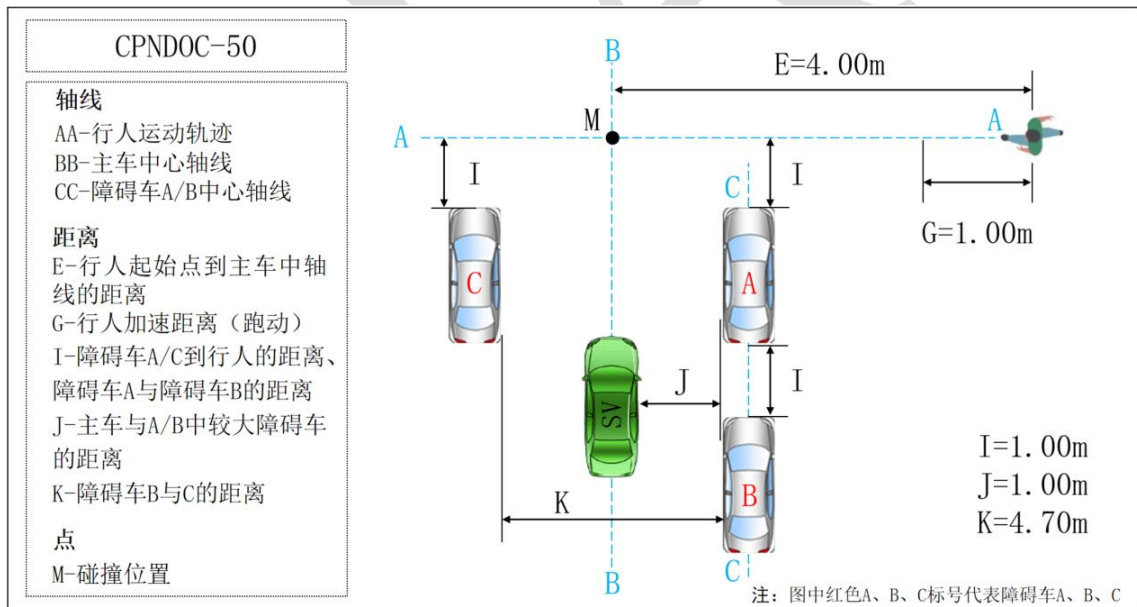 CPNDOC-50
轴线
AA-行人运动轨迹
BB-主车中心轴线
CC-障碍车A/B中心轴线
距离
E-行人起始点到主车中轴
线的距离
G-行人加速距离（跑动）
I-障碍车A/C到行人的距离、
障碍车A与障碍车B的距离
J-主车与A/B中较大障碍车
的距离
K-障碍车B与C的距离
点
M-碰撞位置
B
E=4.00m
M
A
A
I
C
I
G=1.00m
C
A
J
I
SV
K
B
I=1.00m
J=1.00m
K=4.70m
B
C
注：图中红色A、B、C标号代表障碍车A、B、C